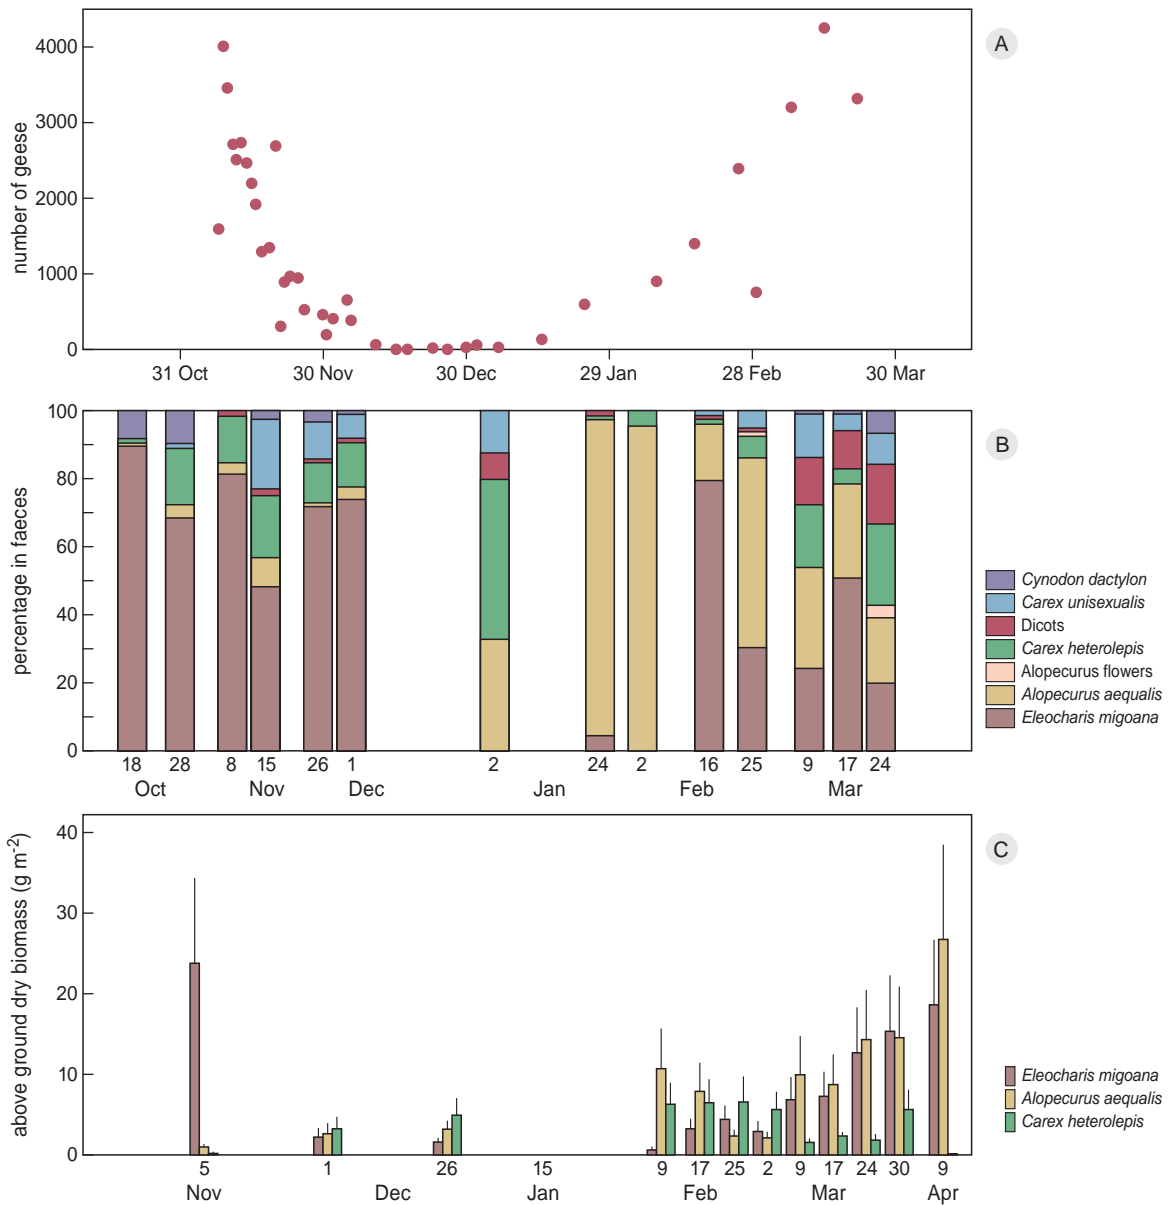 A
number of geese
4000
3000
2000
1000
0
31 Oct 30 Nov 30 Dec 29 Jan 28 Feb 30 Mar
B
percentage in faeces
100
80
60
40
20
0
18 28 8 15 26 1 2 24 2 16 25 9 17 24
Oct Nov Dec Jan Feb Mar
Cynodon dactylon
Carex unisexualis
Dicots
Carex heterolepis
Alopecurus flowers
Alopecurus aequalis
Eleocharis migoana
C
above ground dry biomass (g m-2)
40
30
20
10
0
5 1 26 15 9 17 25 2 9 17 24 30 9
Nov Dec Jan Feb Mar Apr
Eleocharis migoana
Alopecurus aequalis
Carex heterolepis